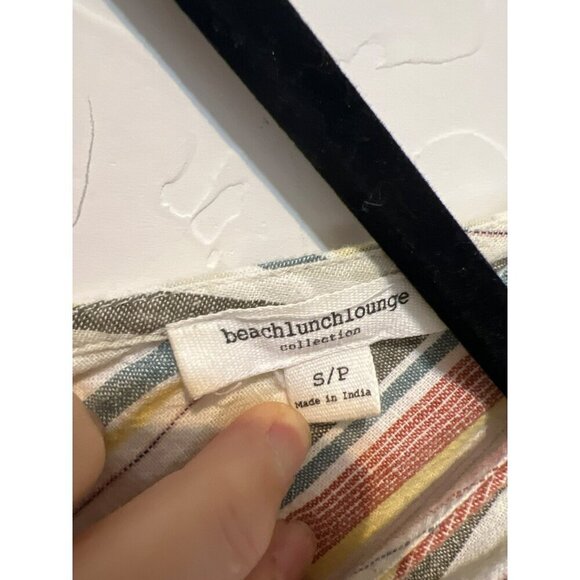 beachlunchlounge
collection
S/P
Made in India